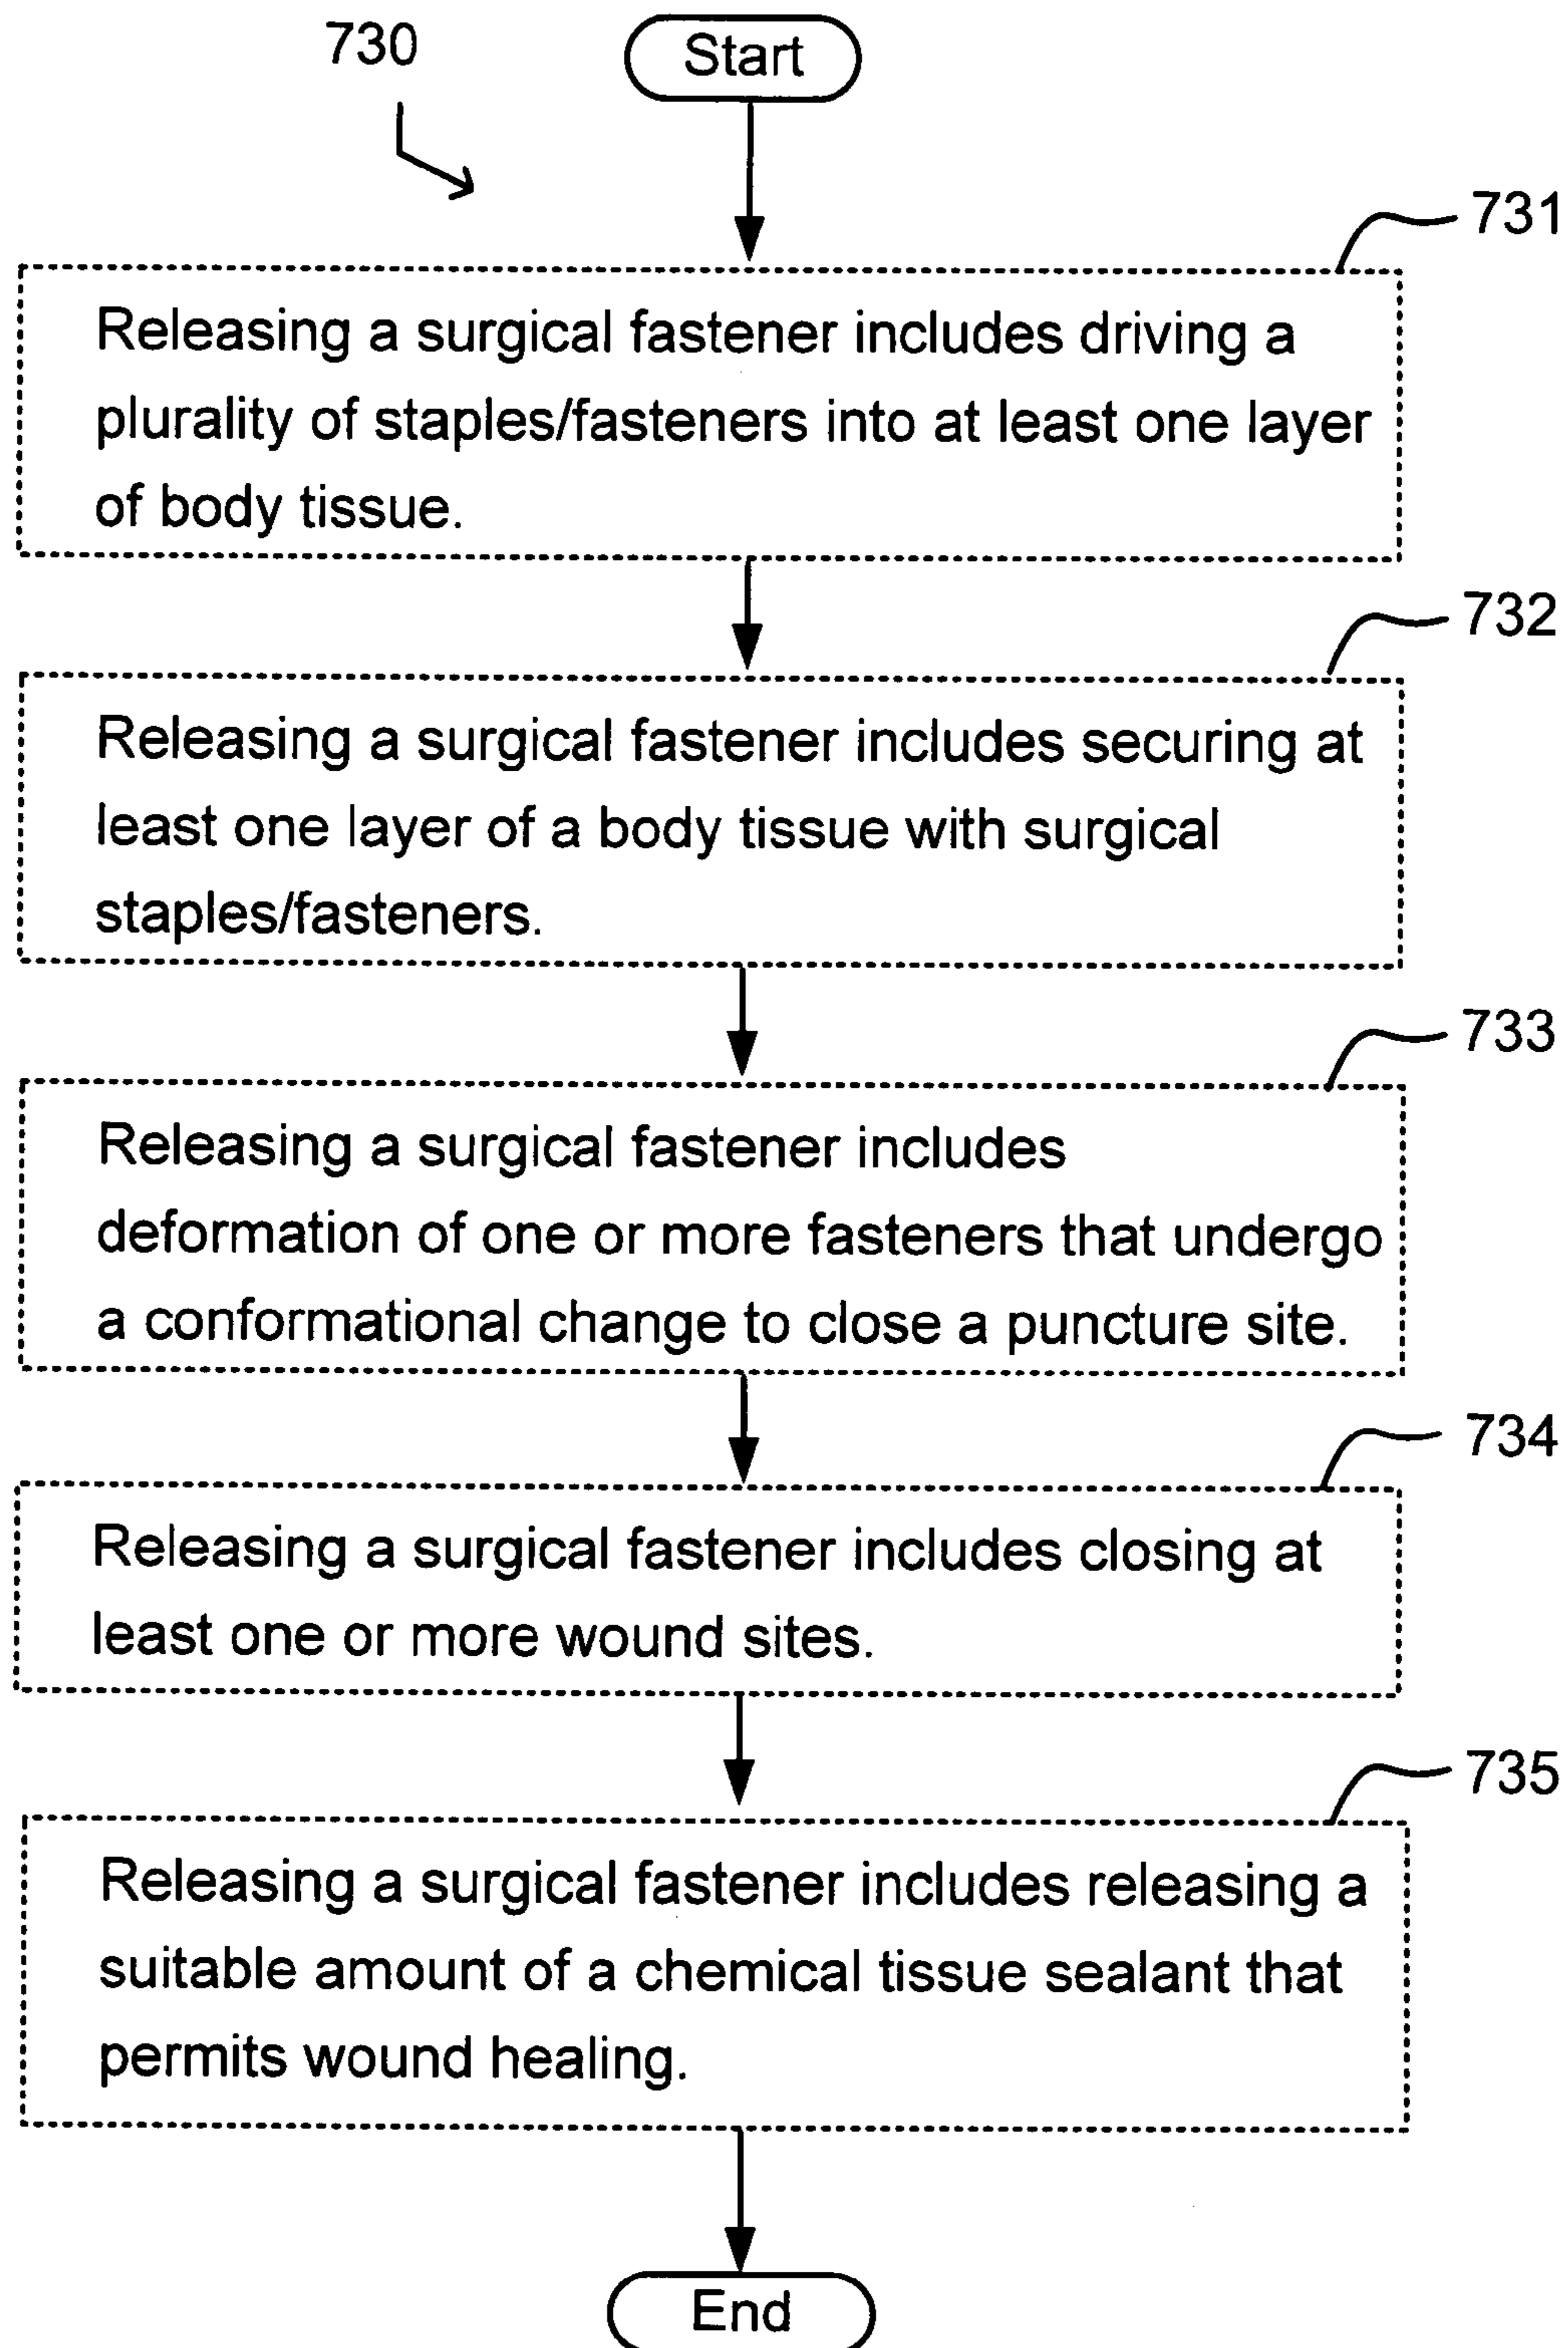 730
Start
731
Releasing a surgical fastener includes driving a
plurality of staples/fasteners into at least one layer
of body tissue.
732
Releasing a surgical fastener includes securing at
least one layer of a body tissue with surgical
staples/fasteners.
733
Releasing a surgical fastener includes
deformation of one or more fasteners that undergo
a conformational change to close a puncture site.
734
Releasing a surgical fastener includes closing at
least one or more wound sites.
735
Releasing a surgical fastener includes releasing a
suitable amount of a chemical tissue sealant that
permits wound healing.
End